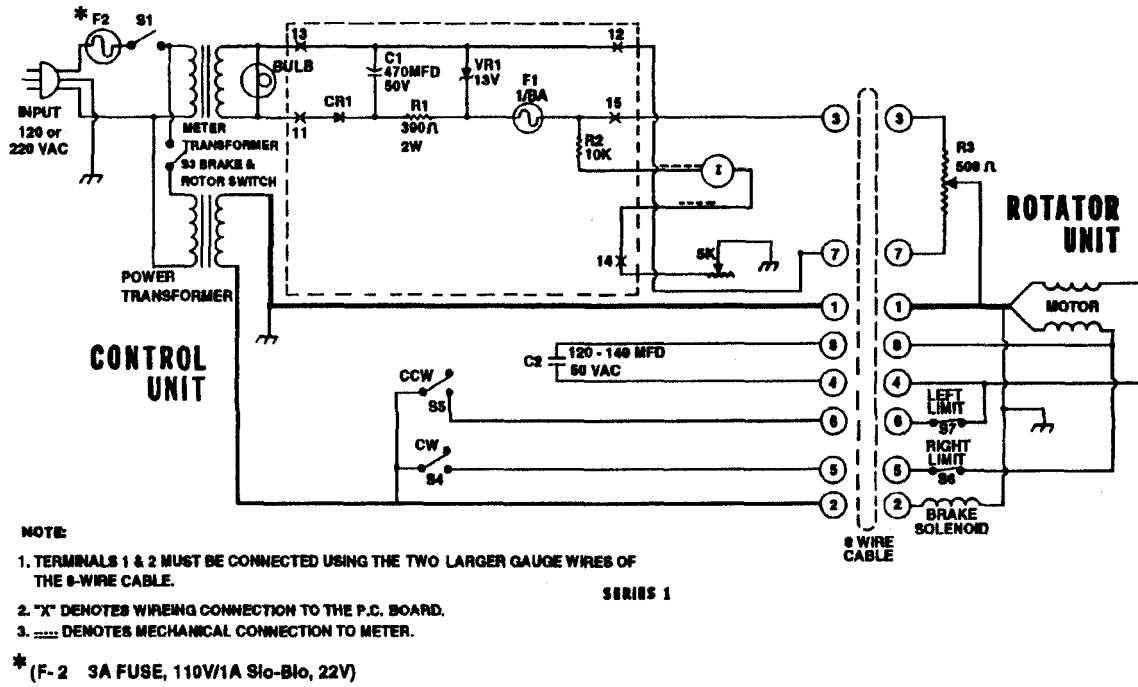 * F2
S1
INPUT
120 or
220 VAC
METER
TRANSFORMER
S3 BRAKE &
ROTOR SWITCH
POWER
TRANSFORMER
BULB
13
12
C1
470MFD
50V
VR1
13V
F1
1/8A
CR1
R1
390Ω
2W
11
15
R2
10K
I
14
5K
CONTROL
UNIT
C2
120 - 140 MFD
50 VAC
CCW
S5
CW
S4
3
7
1
8
4
6
5
2
3
7
1
8
4
6
5
2
R3
500 Ω
ROTATOR
UNIT
MOTOR
LEFT
LIMIT
S7
RIGHT
LIMIT
S6
BRAKE
SOLENOID
8 WIRE
CABLE
NOTE:
1. TERMINALS 1 & 2 MUST BE CONNECTED USING THE TWO LARGER GAUGE WIRES OF
THE 8-WIRE CABLE.
SERIES 1
2. "X" DENOTES WIREING CONNECTION TO THE P.C. BOARD.
3. ..... DENOTES MECHANICAL CONNECTION TO METER.
* (F-2 3A FUSE, 110V/1A Slo-Blo, 22V)